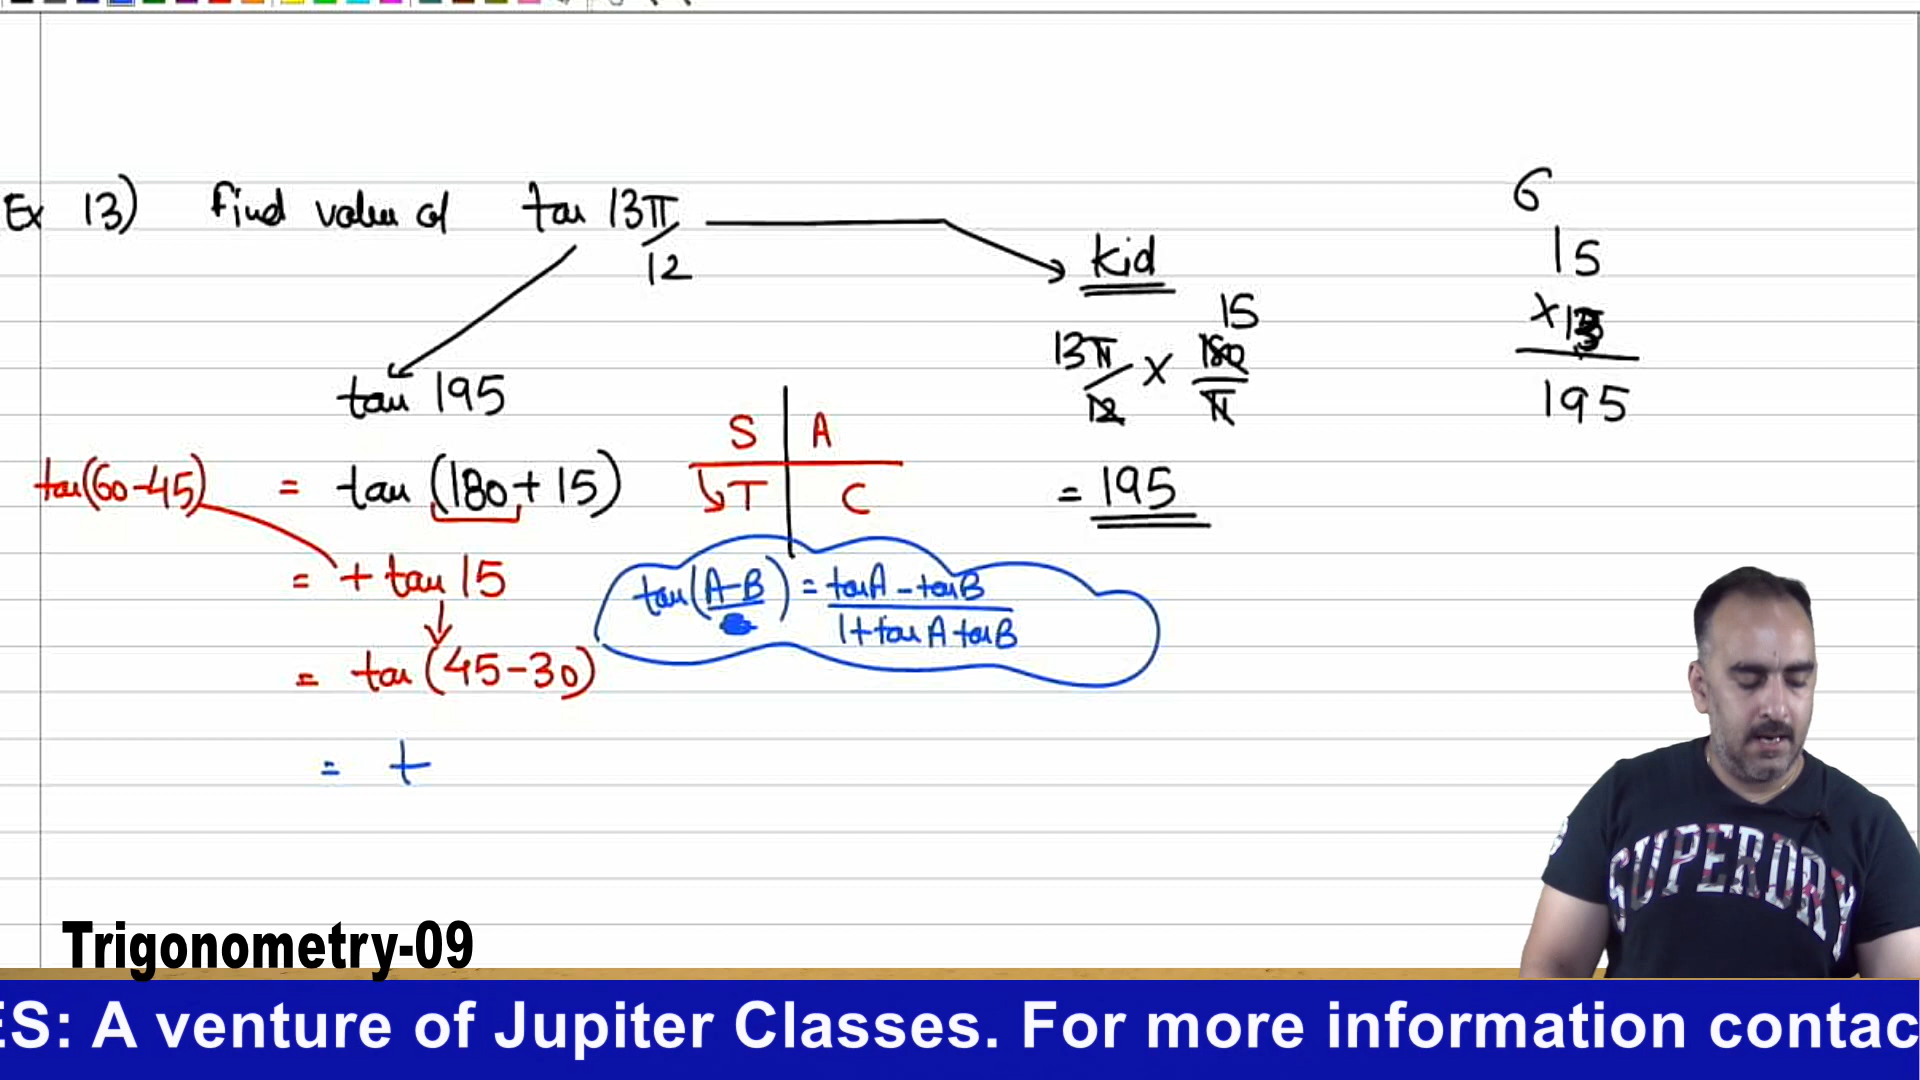 Ex 13) find value of tan 13π/12
kid
13π/12 × 180/π
15
6
15
×13
195
tan 195
tan(60-45) = tan (180+15)
S A
T C
= 195
= + tan 15
tan(A-B) = tanA-tanB/1+tanA tanB
= tan (45-30)
= t
SUPERDRY
Trigonometry-09
ES: A venture of Jupiter Classes. For more information contac